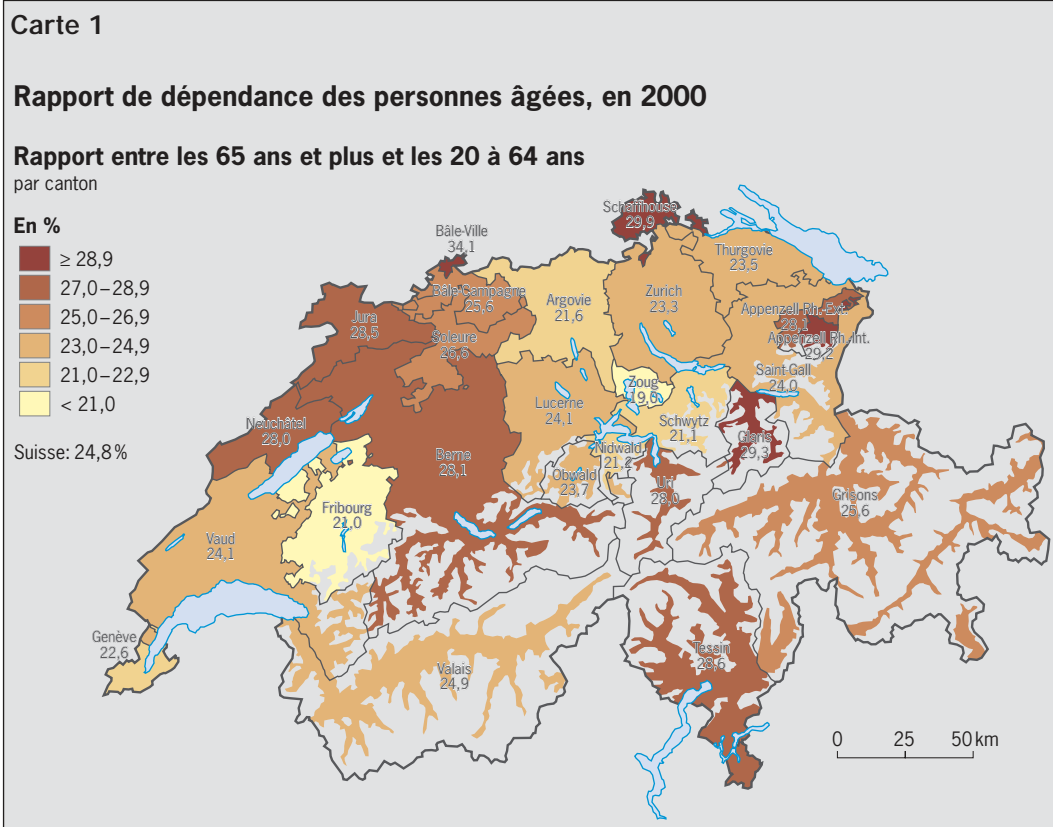 Carte 1
Rapport de dépendance des personnes âgées, en 2000
Rapport entre les 65 ans et plus et les 20 à 64 ans
par canton
En %
≥ 28,9
27,0–28,9
25,0–26,9
23,0–24,9
21,0–22,9
< 21,0
Suisse: 24,8%
Schaffhouse
29,9
Bâle-Ville
34,1
Thurgovie
23,5
Bâle-Campagne
25,6
Argovie
21,6
Zurich
23,3
Jura
28,5
Soleure
26,6
Appenzell Rh.-Ext.
28,1
Appenzell Rh.-Int.
29,2
Saint-Gall
24,0
Zoug
19,0
Lucerne
24,1
Schwytz
21,1
Neuchâtel
28,0
Glaris
29,3
Berne
28,1
Nidwald
21,2
Obwald
23,7
Uri
28,0
Grisons
25,6
Fribourg
21,0
Vaud
24,1
Genève
22,6
Valais
24,9
Tessin
28,6
0 25 50 km